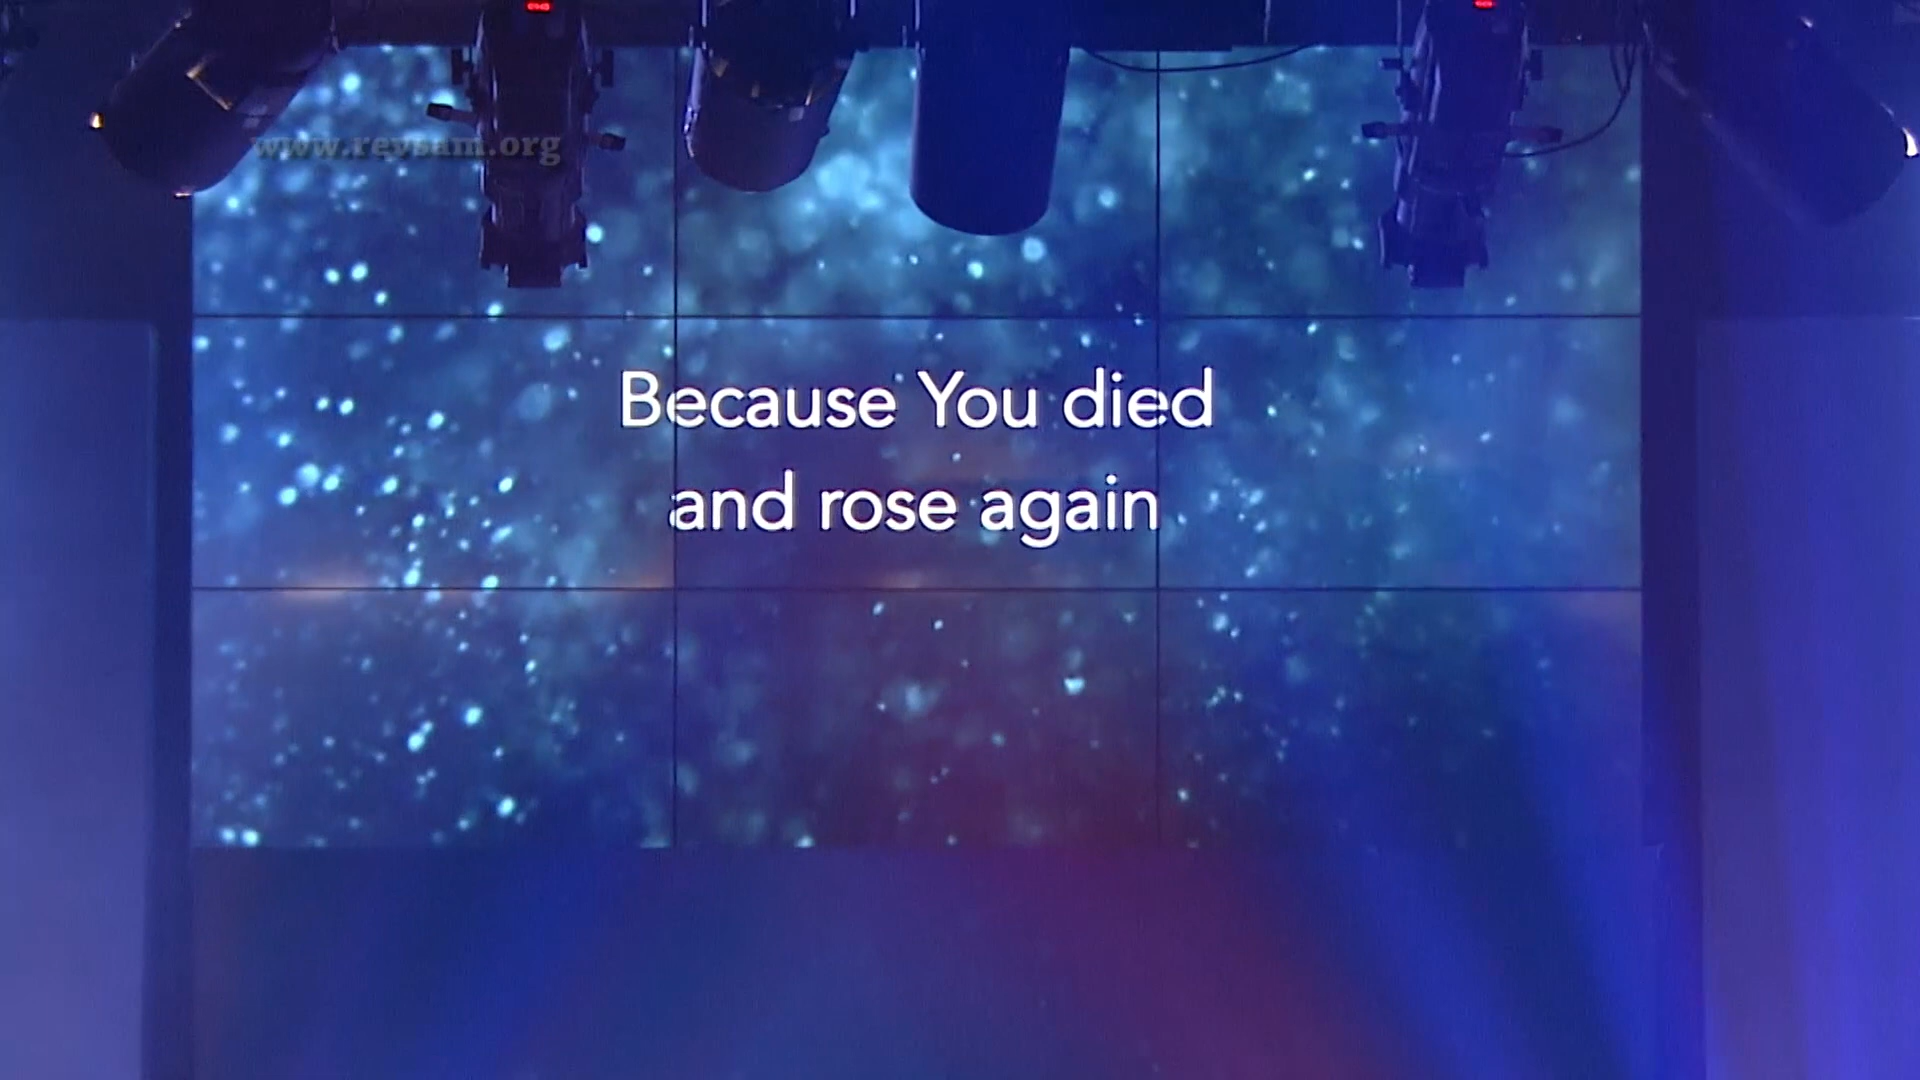 www.revsam.org
Because You died
and rose again